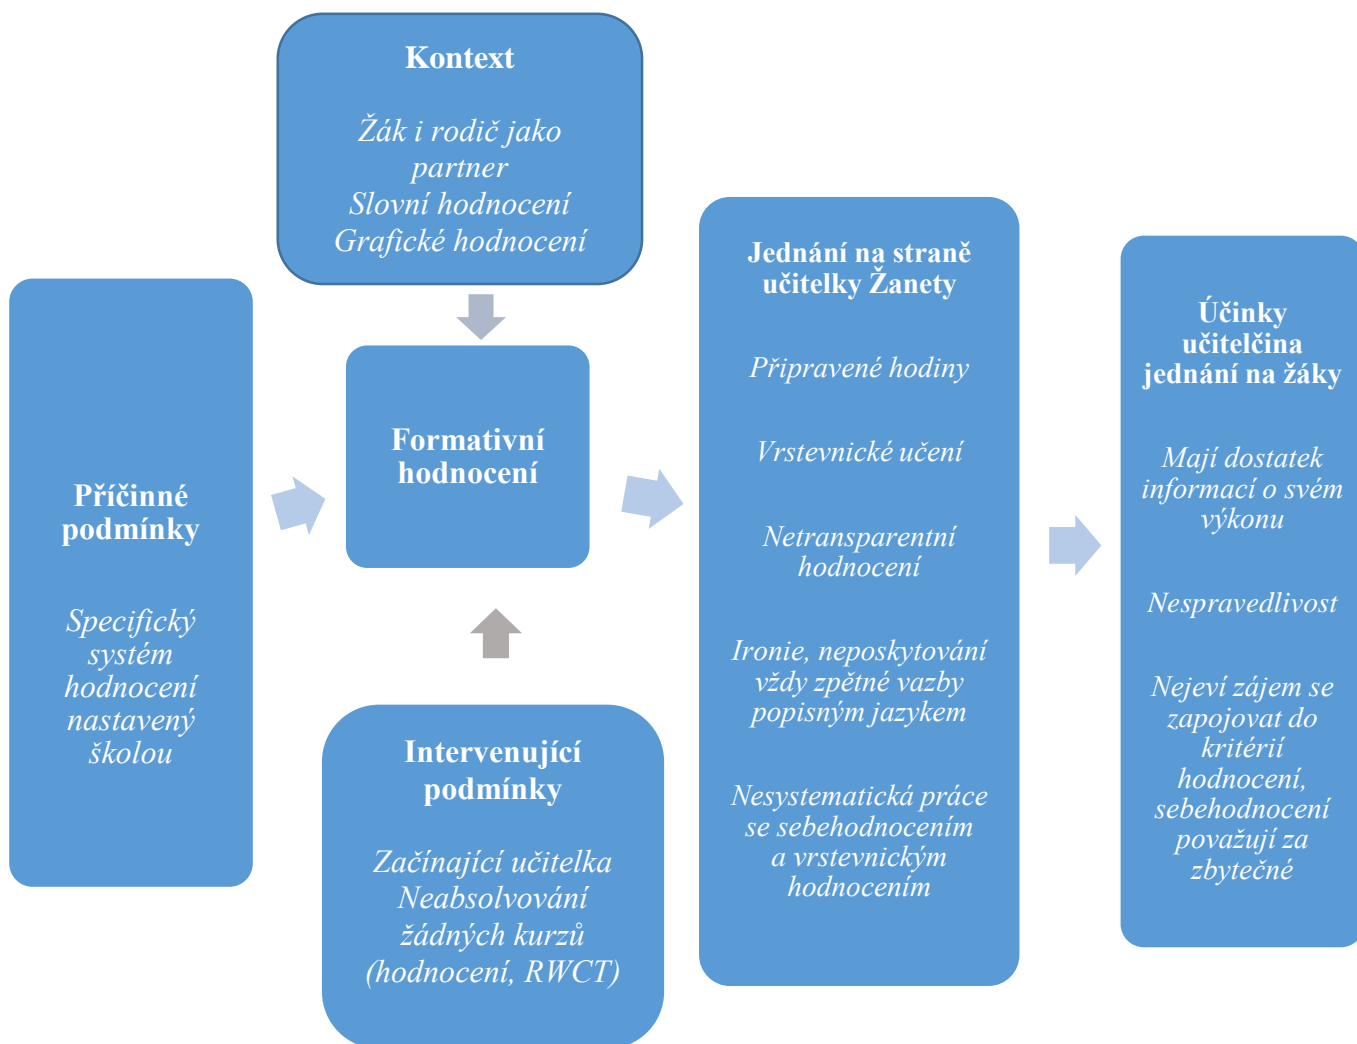 Kontext
Žák i rodič jako
partner
Slovní hodnocení
Grafické hodnocení
Příčinné
podmínky
Specifický
systém
hodnocení
nastavený
školou
Formativní
hodnocení
Intervenující
podmínky
Začínající učitelka
Neabsolvování
žádných kurzů
(hodnocení, RWCT)
Jednání na straně
učitelky Žanety
Připravené hodiny
Vrstevnické učení
Netransparentní
hodnocení
Ironie, neposkytování
vždy zpětné vazby
popisným jazykem
Nesystematická práce
se sebehodnocením
a vrstevnickým
hodnocením
Účinky
učitelčina
jednání na žáky
Mají dostatek
informací o svém
výkonu
Nespravedlivost
Nejeví zájem se
zapojovat do
kritérií
hodnocení,
sebehodnocení
považují za
zbytečné